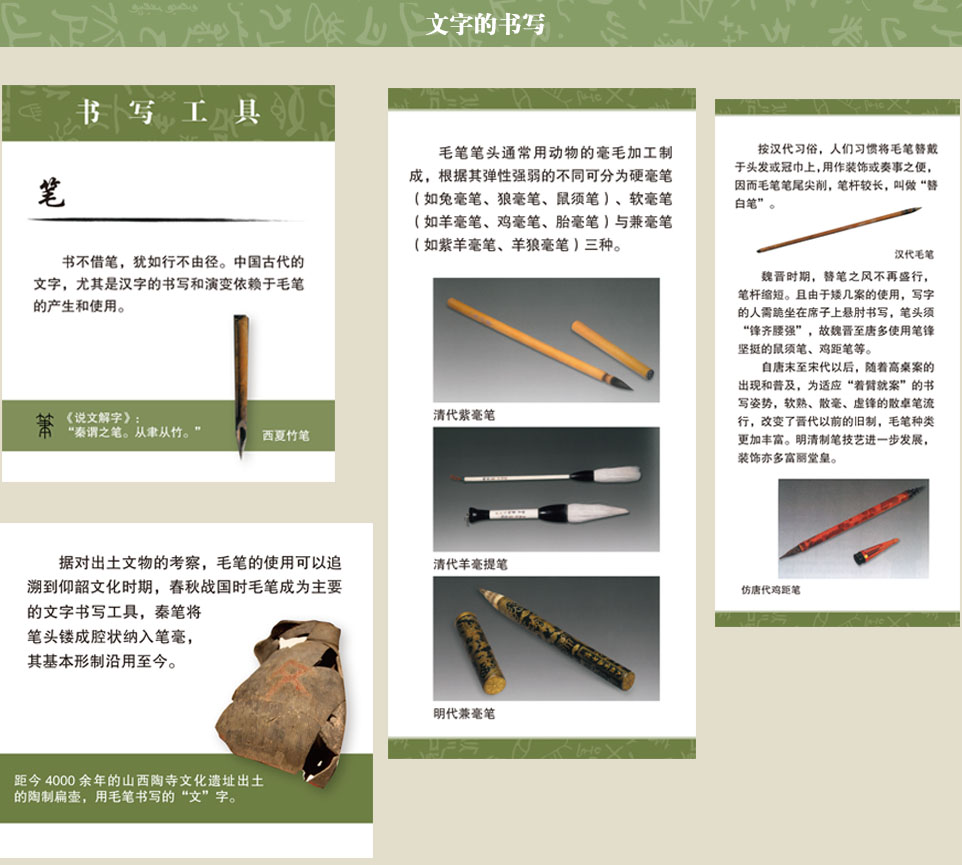 文字的书写
书写工具
笔
书不借笔，犹如行不由径。中国古代的
文字，尤其是汉字的书写和演变依赖于毛笔
的产生和使用。
《说文解字》：
“秦谓之笔。从聿从竹。”
西夏竹笔
据对出土文物的考察，毛笔的使用可以追
溯到仰韶文化时期，春秋战国时毛笔成为主要
的文字书写工具，秦笔将
笔头镂成腔状纳入笔毫，
其基本形制沿用至今。
距今 4000 余年的山西陶寺文化遗址出土
的陶制扁壶，用毛笔书写的“文”字。
毛笔笔头通常用动物的毫毛加工制
成，根据其弹性强弱的不同可分为硬毫笔
（如兔毫笔、狼毫笔、鼠须笔）、软毫笔
（如羊毫笔、鸡毫笔、胎毫笔）与兼毫笔
（如紫羊毫笔、羊狼毫笔）三种。
清代紫毫笔
清代羊毫提笔
明代兼毫笔
按汉代习俗，人们习惯将毛笔簪戴
于头发或冠巾上，用作装饰或奏事之便，
因而毛笔笔尾尖削，笔杆较长，叫做“簪
白笔”。
汉代毛笔
魏晋时期，簪笔之风不再盛行，
笔杆缩短。且由于矮几案的使用，写字
的人需跪坐在席子上悬肘书写，笔头须
“锋齐腰强”，故魏晋至唐多使用笔锋
坚挺的鼠须笔、鸡距笔等。
自唐末至宋代以后，随着高桌案的
出现和普及，为适应“着臂就案”的书
写姿势，软熟、散毫、虚锋的散卓笔流
行，改变了晋代以前的旧制，毛笔种类
更加丰富。明清制笔技艺进一步发展，
装饰亦多富丽堂皇。
仿唐代鸡距笔